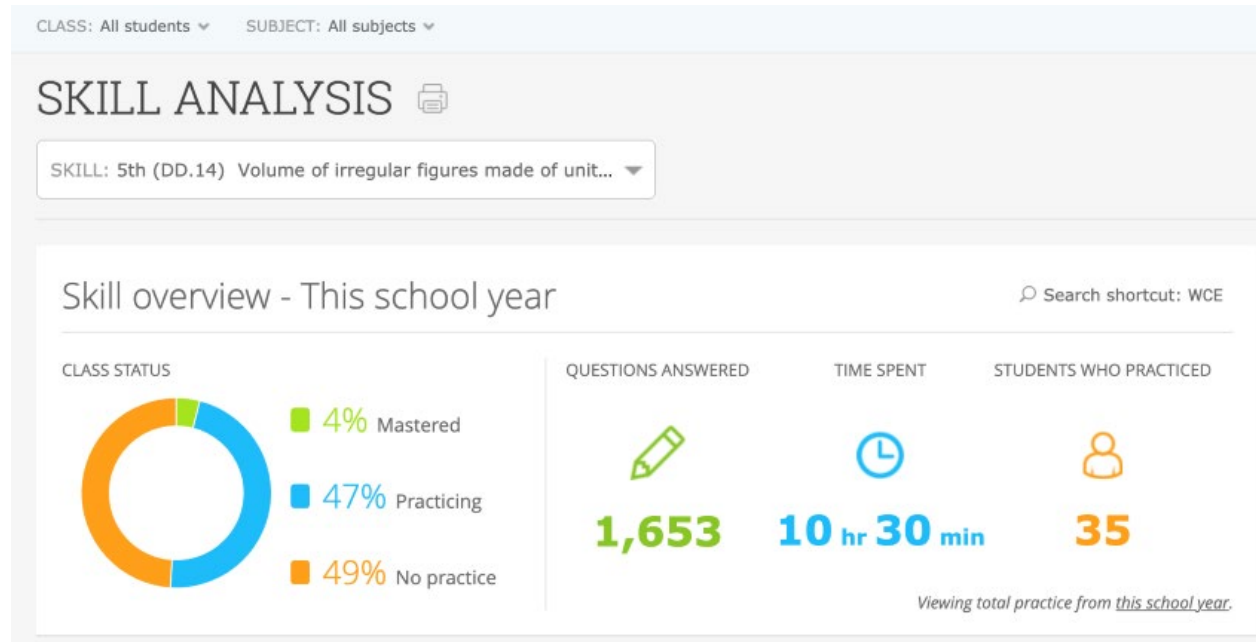 CLASS: All students SUBJECT: All subjects
SKILL ANALYSIS
SKILL: 5th (DD.14) Volume of irregular figures made of unit...
Skill overview - This school year
Search shortcut: WCE
CLASS STATUS
4% Mastered
47% Practicing
49% No practice
QUESTIONS ANSWERED
1,653
TIME SPENT
10 hr 30 min
STUDENTS WHO PRACTICED
35
Viewing total practice from this school year.